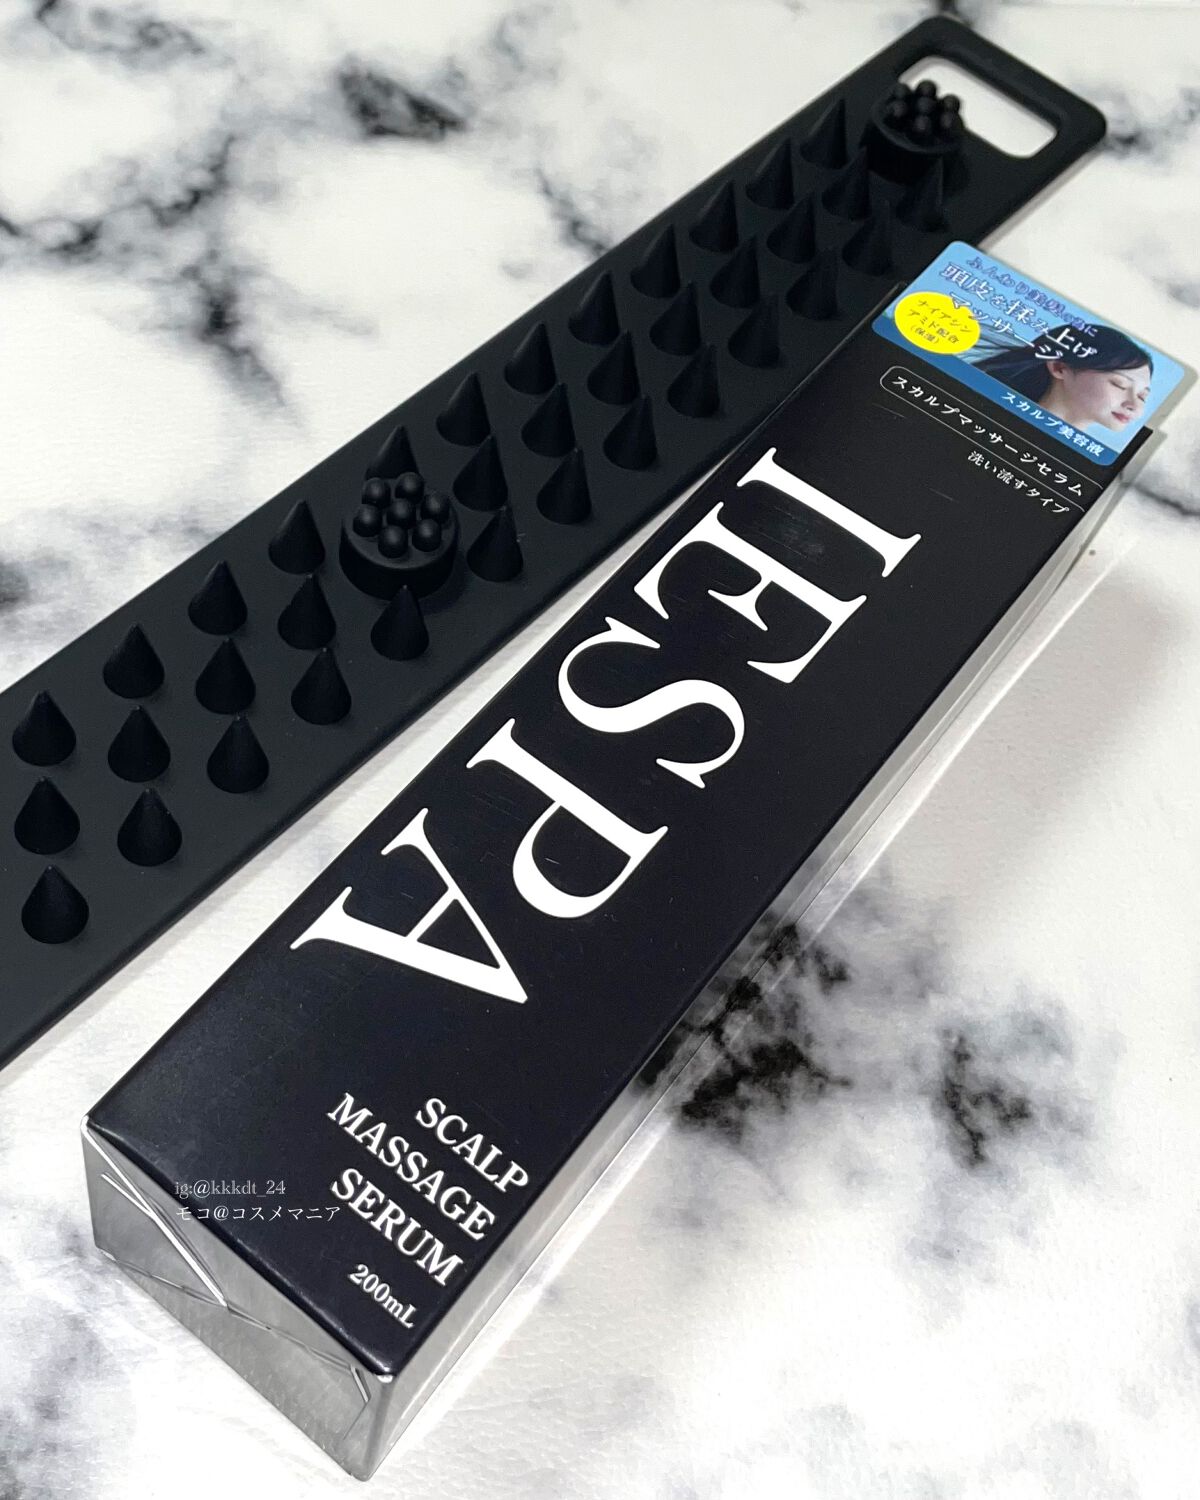 ふんわり美髪の為に
頭皮を揉み上げ
マッサージ
ナイアシン
アミド配合
(保湿)
スカルプ美容液
スカルプマッサージセラム
洗い流すタイプ
IESPA
SCALP
MASSAGE
SERUM
200mL
ig:@kkkdt_24
モコ@コスメマニア